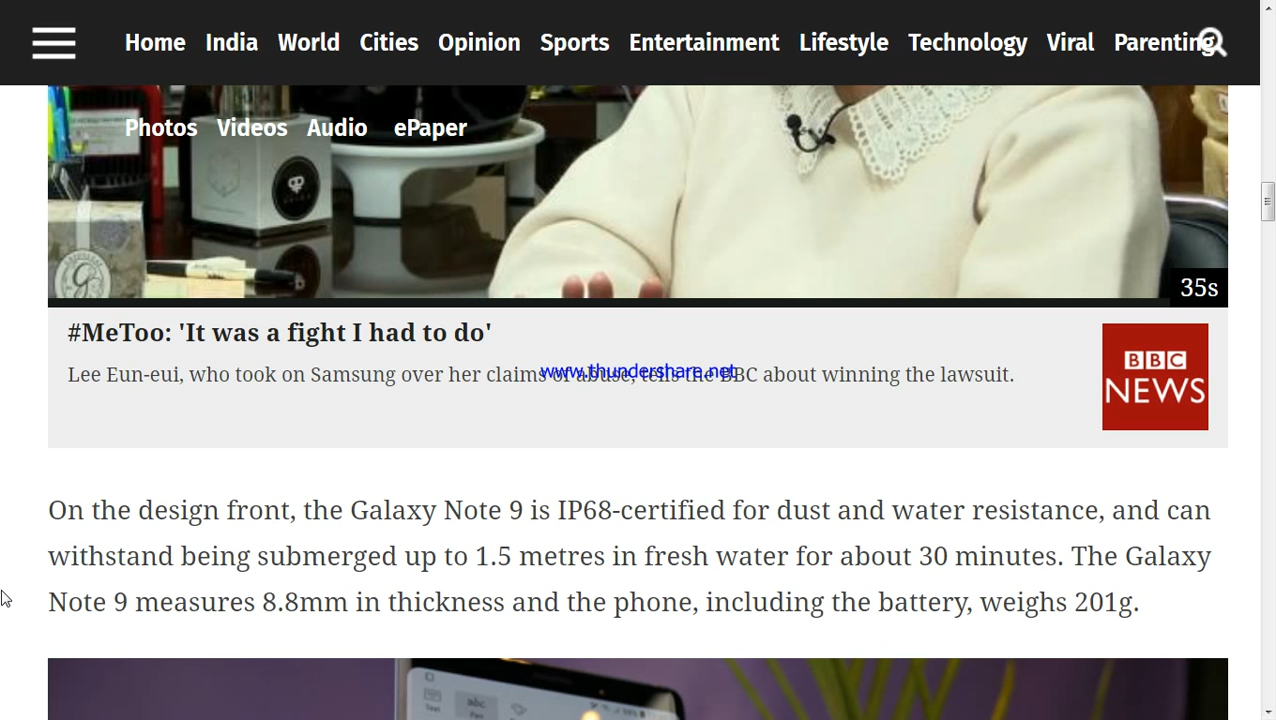 Home India World Cities Opinion Sports Entertainment Lifestyle Technology Viral Parenting
Photos Videos Audio ePaper
35s
#MeToo: 'It was a fight I had to do'
Lee Eun-eui, who took on Samsung over her claims of abuse, tells the BBC about winning the lawsuit.
www.thundershare.net
BBC
NEWS
On the design front, the Galaxy Note 9 is IP68-certified for dust and water resistance, and can
withstand being submerged up to 1.5 metres in fresh water for about 30 minutes. The Galaxy
Note 9 measures 8.8mm in thickness and the phone, including the battery, weighs 201g.
abc